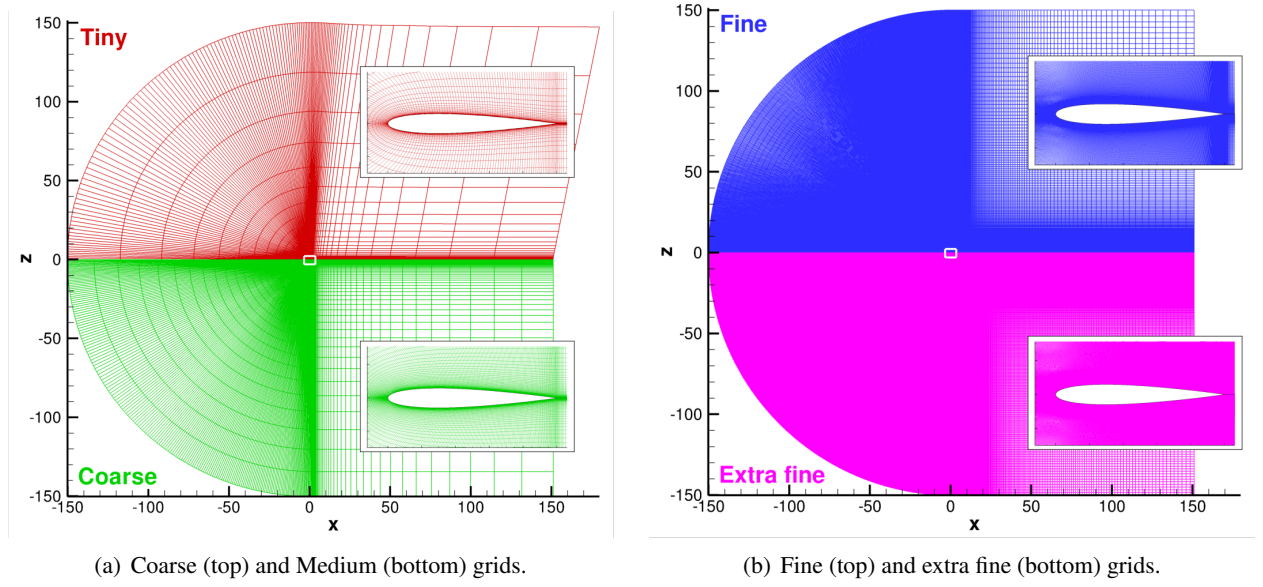 150
100
50
0
-50
-100
-150
z
Tiny
Coarse
-150 -100 -50 0 50 100 150
x
(a) Coarse (top) and Medium (bottom) grids.
150
100
50
0
-50
-100
-150
z
Fine
Extra fine
-150 -100 -50 0 50 100 150
x
(b) Fine (top) and extra fine (bottom) grids.